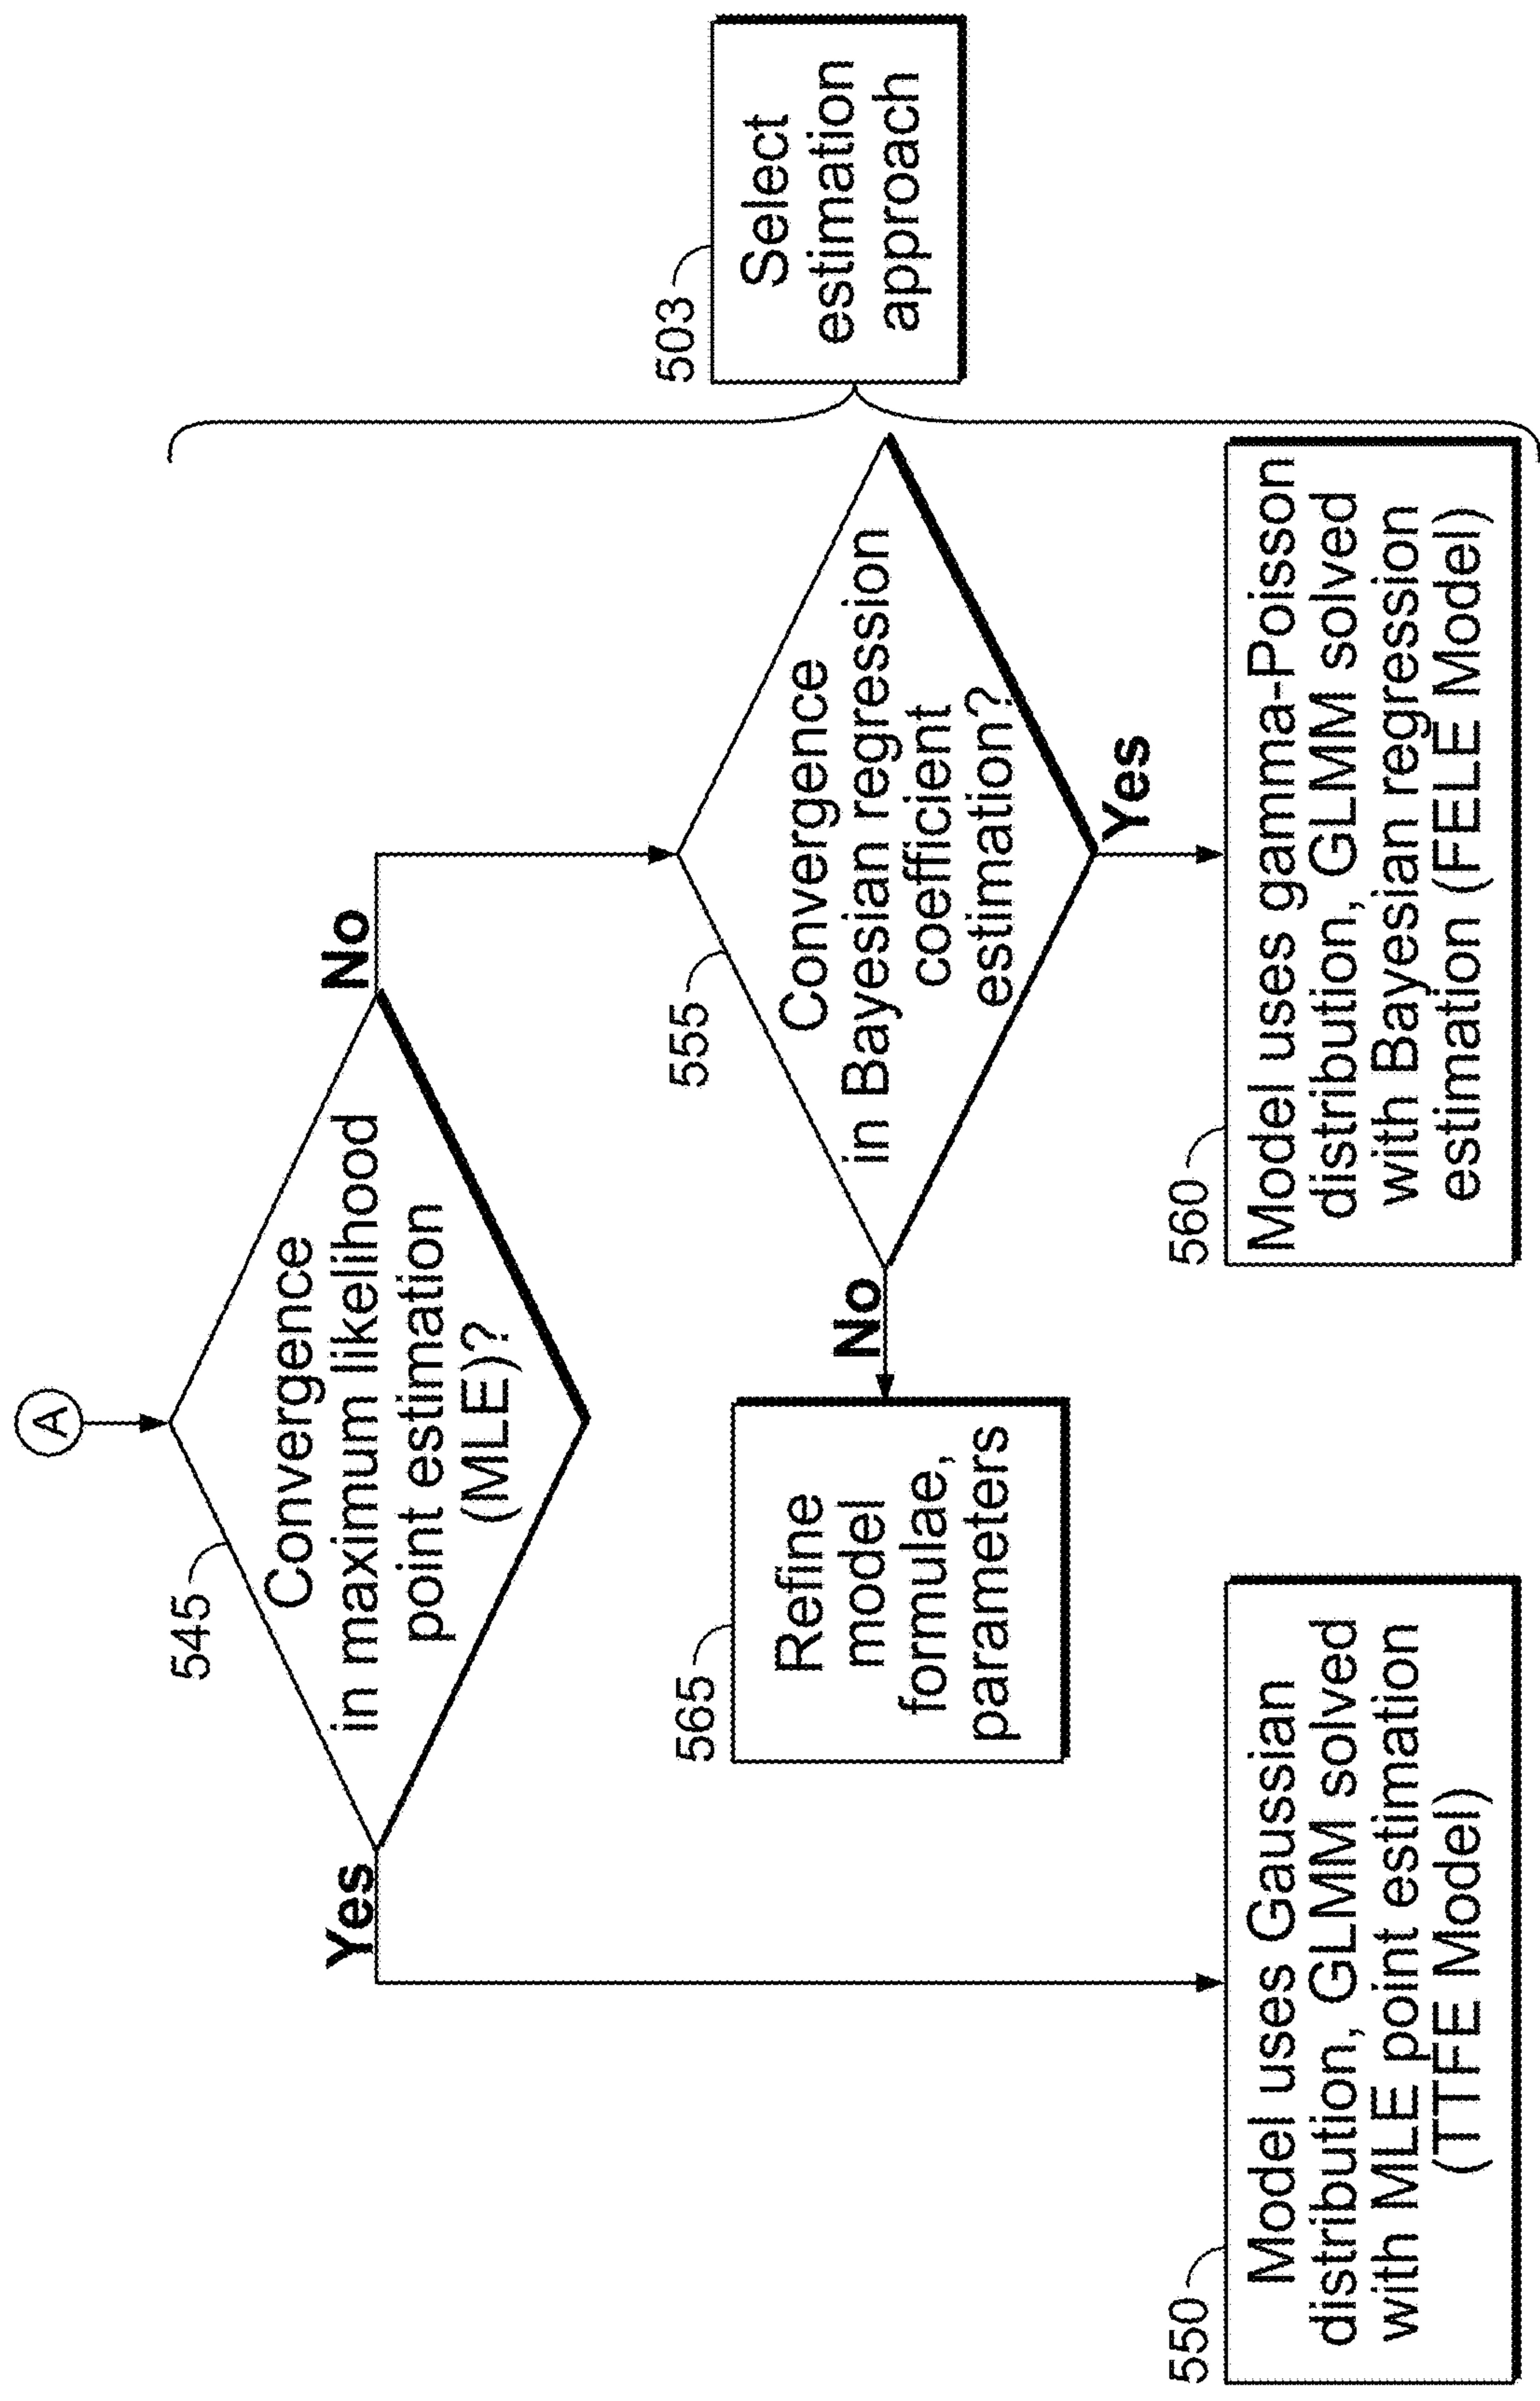 A
545
Convergence
in maximum likelihood
point estimation
(MLE)?
Yes
No
555
Convergence
in Bayesian regression
coefficient
estimation?
No
Yes
565
Refine
model
formulae,
parameters
550
Model uses Gaussian
distribution, GLMM solved
with MLE point estimation
(TTFE Model)
560
Model uses gamma-Poisson
distribution, GLMM solved
with Bayesian regression
estimation (FELE Model)
503
Select
estimation
approach